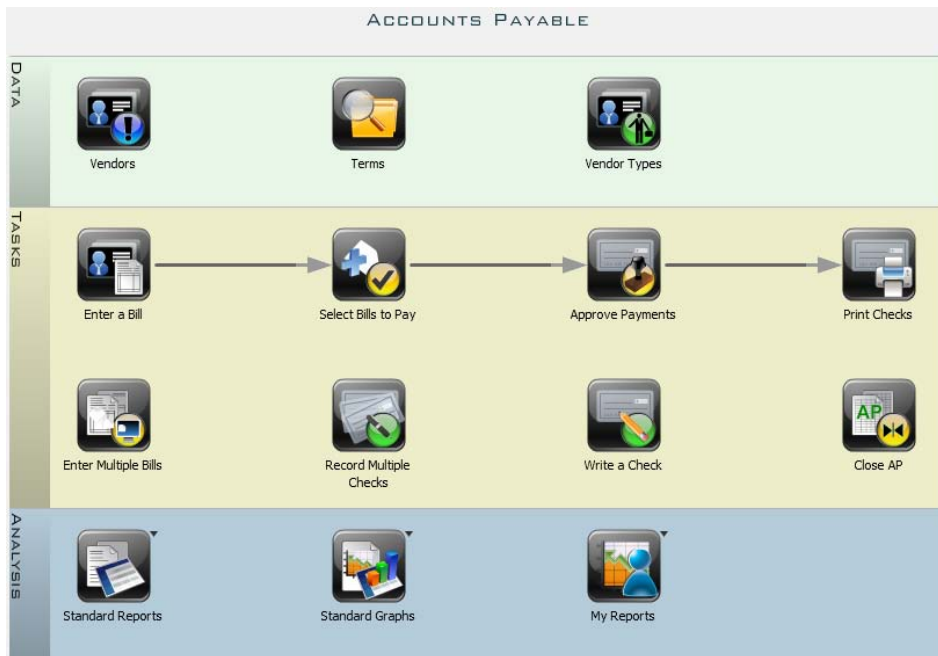 ACCOUNTS PAYABLE
DATA
Vendors
Terms
Vendor Types
TASKS
Enter a Bill
Select Bills to Pay
Approve Payments
Print Checks
AP
Enter Multiple Bills
Record Multiple
Checks
Write a Check
Close AP
ANALYSIS
Standard Reports
Standard Graphs
My Reports